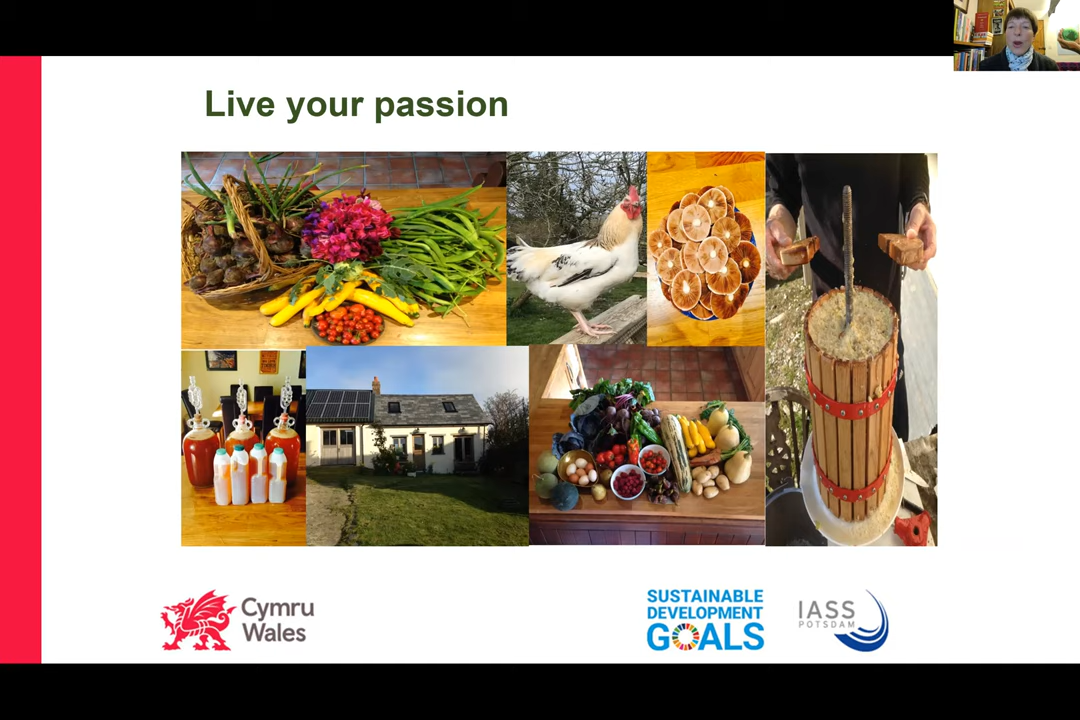 Live your passion
Cymru
Wales
SUSTAINABLE
DEVELOPMENT
GOALS
IASS
POTSDAM